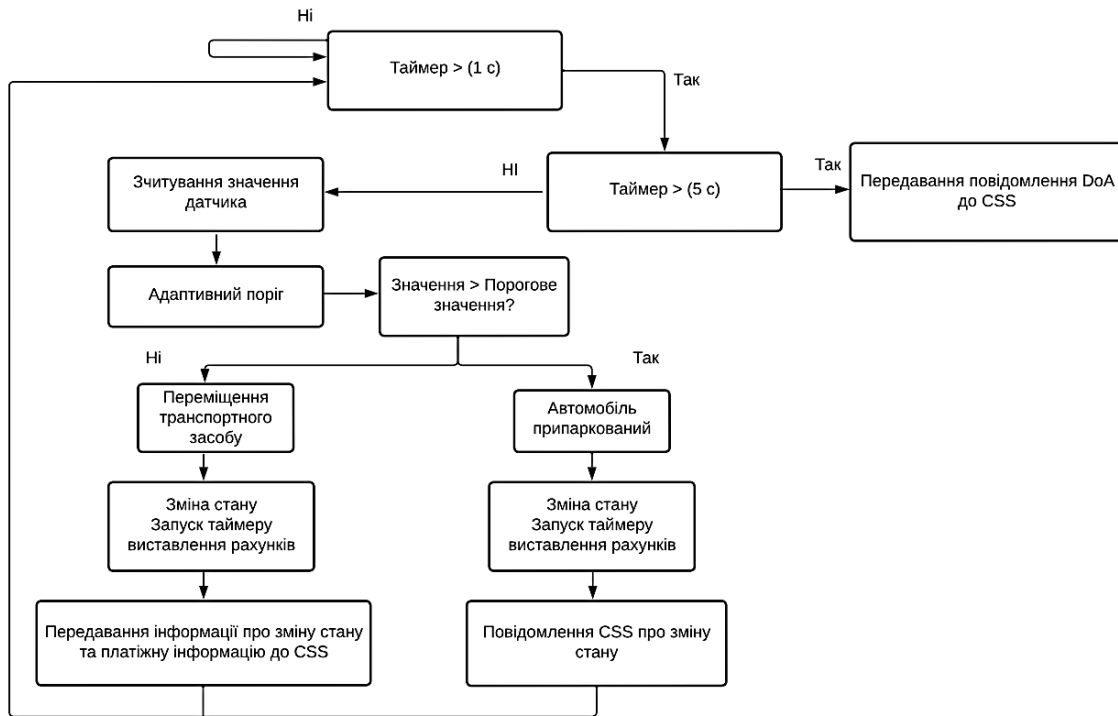 Ні
Таймер > (1 с)
Так
Зчитування значення
датчика
НІ
Таймер > (5 с)
Так
Передавання повідомлення DoA
до CSS
Адаптивний поріг
Значення > Порогове
значення?
Ні
Так
Переміщення
транспортного
засобу
Автомобіль
припаркований
Зміна стану
Запуск таймеру
виставлення рахунків
Зміна стану
Запуск таймеру
виставлення рахунків
Передавання інформації про зміну стану
та платіжну інформацію до CSS
Повідомлення CSS про зміну
стану